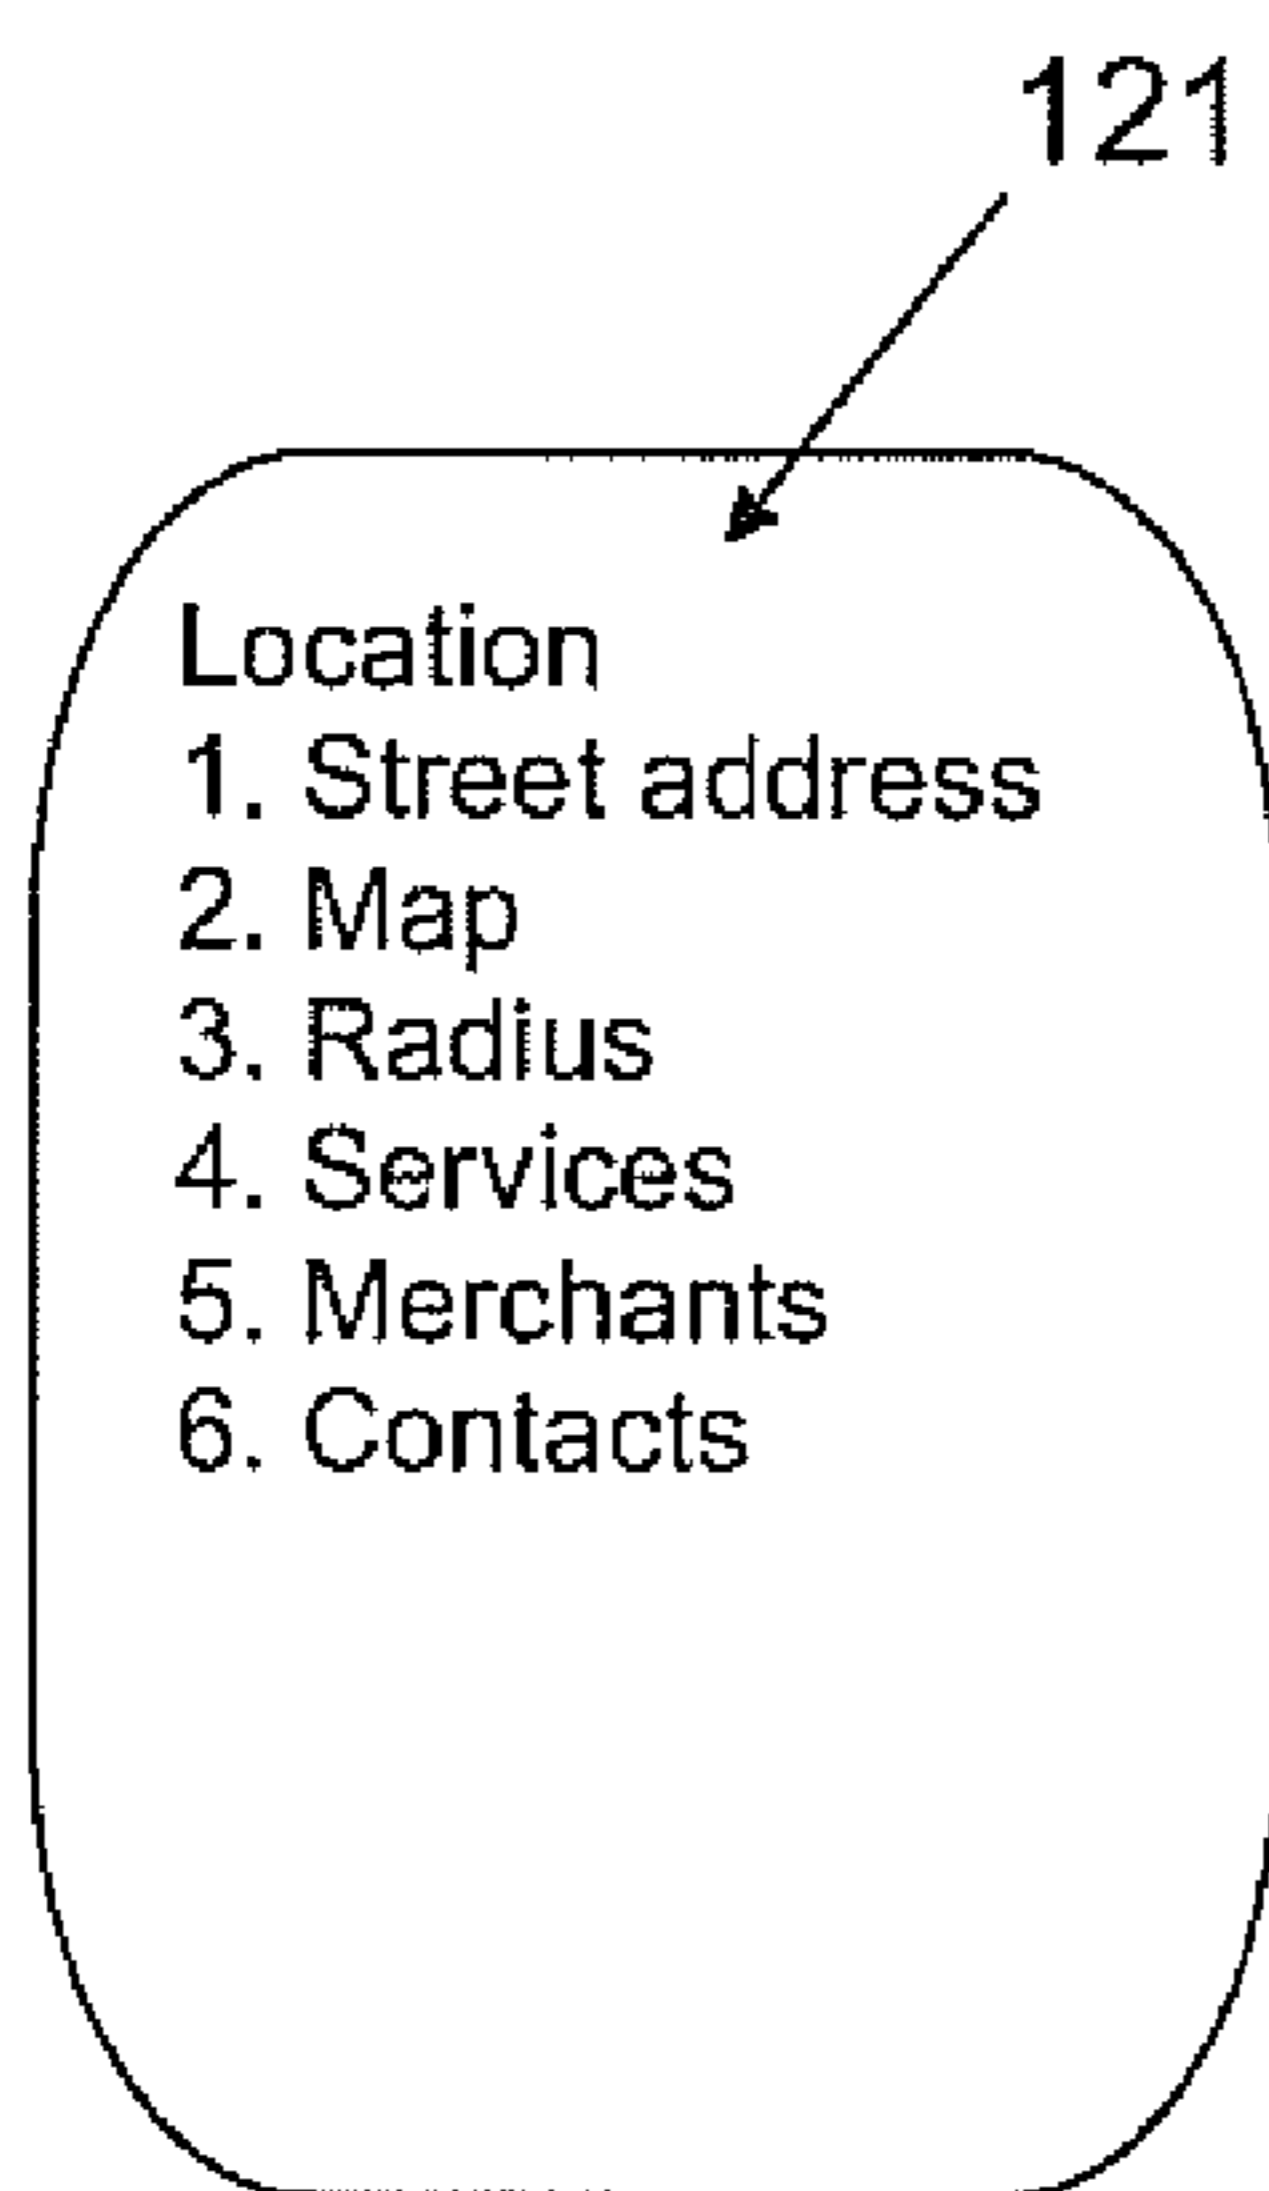 121
Location
1. Street address
2. Map
3. Radius
4. Services
5. Merchants
6. Contacts